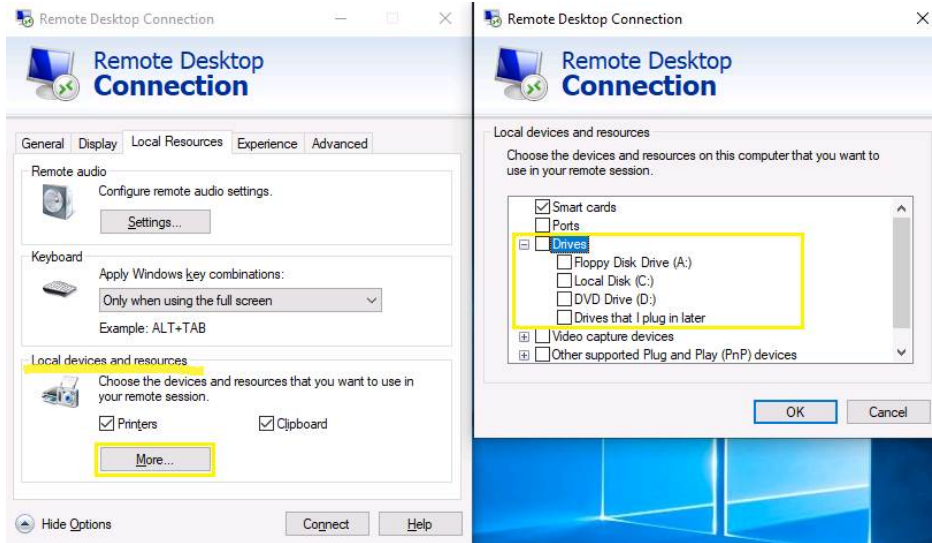 Remote Desktop Connection
Remote Desktop
Connection
General Display Local Resources Experience Advanced
Remote audio
Configure remote audio settings.
Settings...
Keyboard
Apply Windows key combinations:
Only when using the full screen
Example: ALT+TAB
Local devices and resources
Choose the devices and resources that you want to use in
your remote session.
Printers Clipboard
More...
Hide Options Connect Help
Remote Desktop Connection
Remote Desktop
Connection
Local devices and resources
Choose the devices and resources on this computer that you want to
use in your remote session.
Smart cards
Ports
Drives
Floppy Disk Drive (A:)
Local Disk (C:)
DVD Drive (D:)
Drives that I plug in later
Video capture devices
Other supported Plug and Play (PnP) devices
OK Cancel